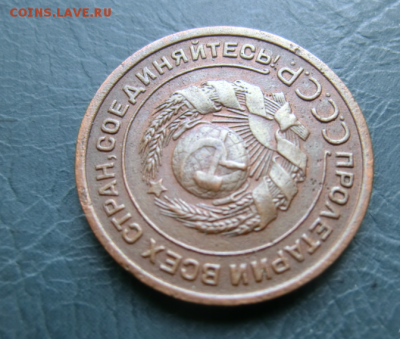 COINS.LAVE.RU
ПРОЛЕТАРИИ ВСЕХ СТРАН, СОЕДИНЯЙТЕСЬ!
С.С.С.Р.